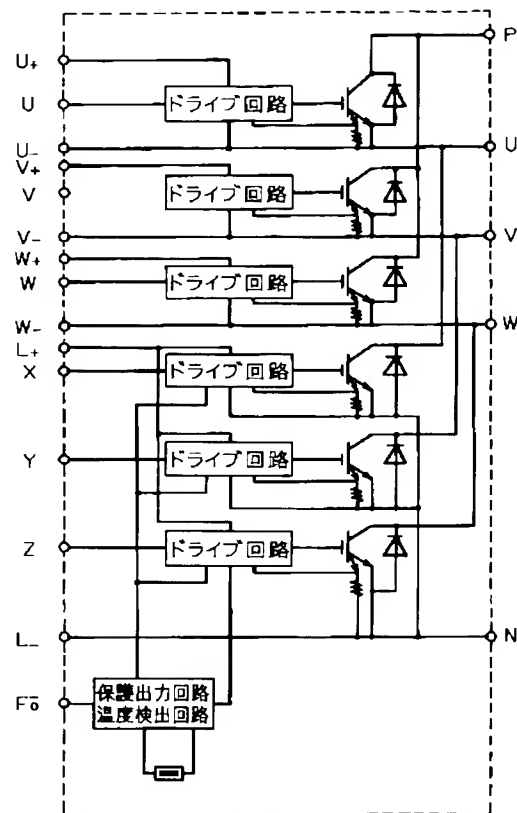 P
U+
U
ドライブ回路
U-
U
V+
V
ドライブ回路
V-
V
W+
W
ドライブ回路
W-
W
L+
X
ドライブ回路
Y
ドライブ回路
Z
ドライブ回路
L-
N
F̅o̅
保護出力回路
温度検出回路